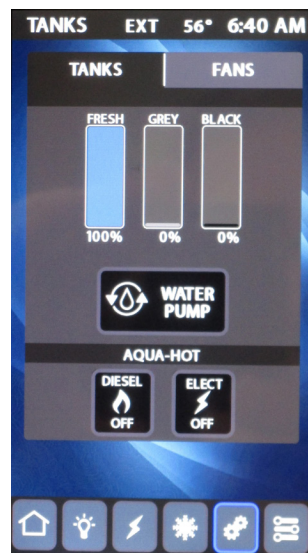 TANKS EXT 56° 6:40 AM
TANKS FANS
FRESH GREY BLACK
100% 0% 0%
WATER
PUMP
AQUA-HOT
DIESEL ELECT
OFF OFF